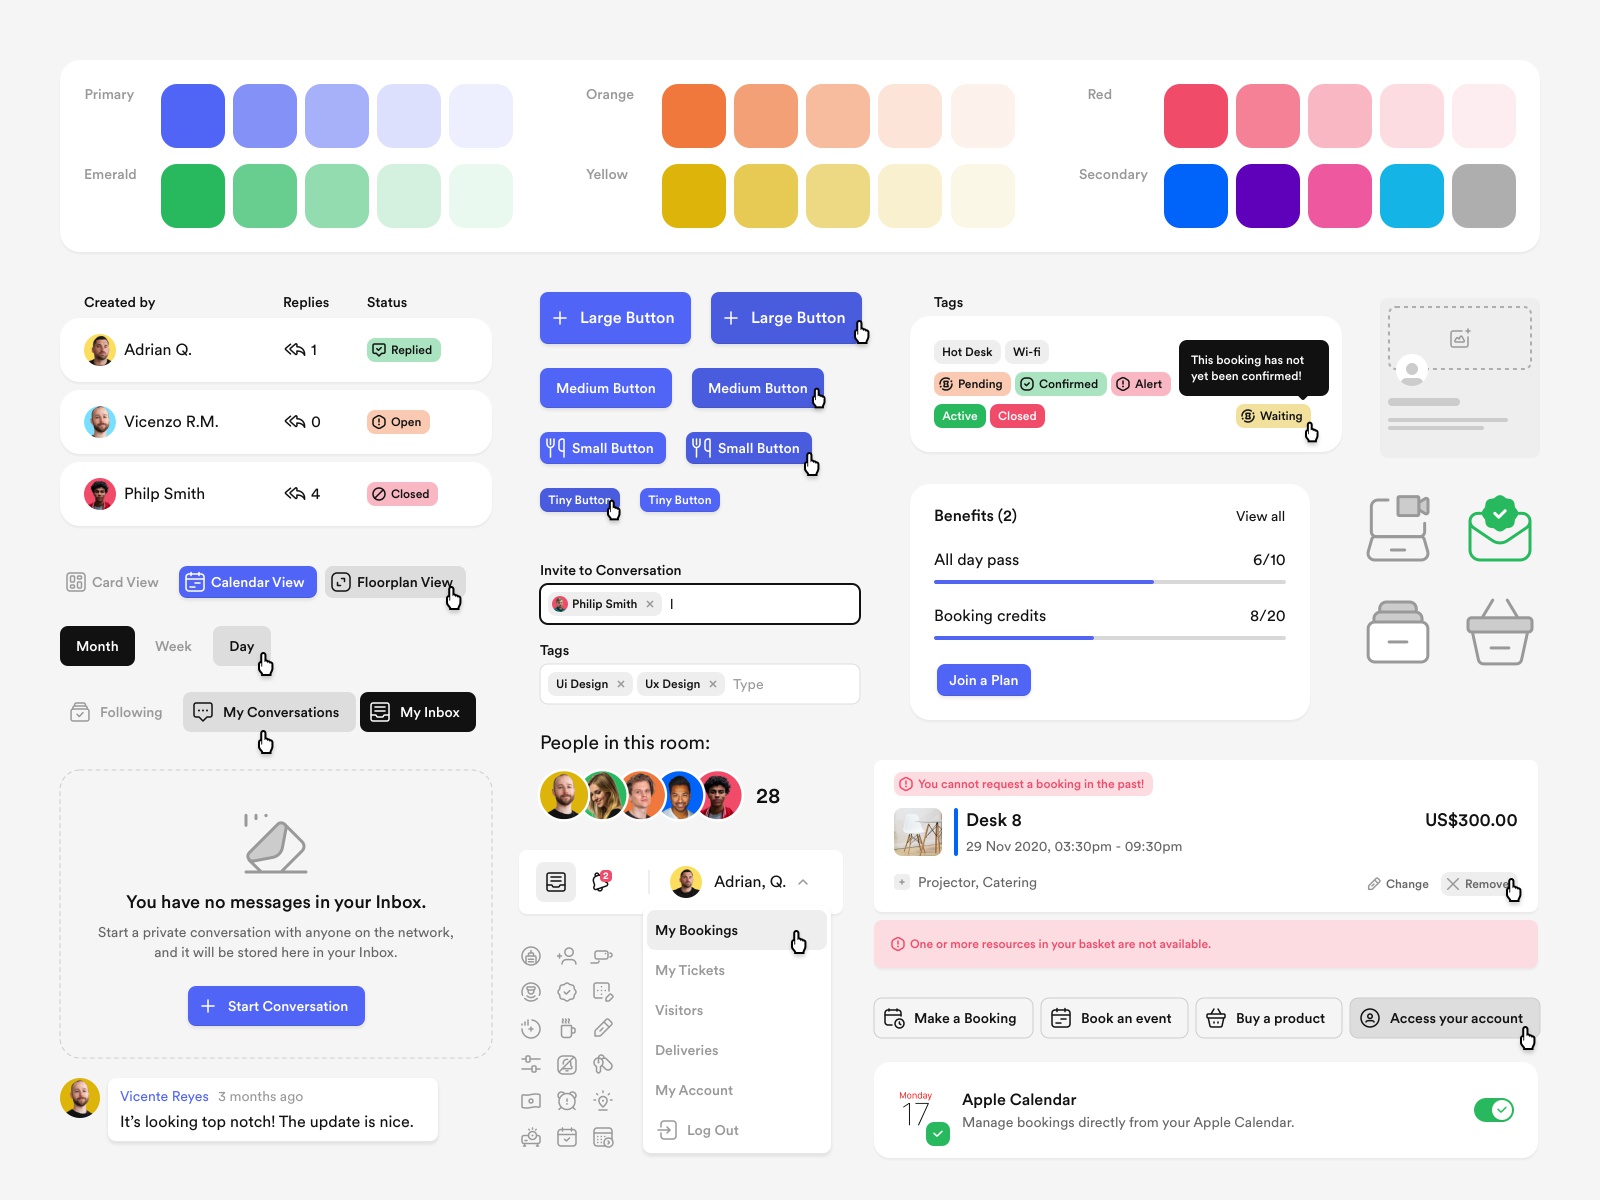 Primary
Orange
Red
Emerald
Yellow
Secondary
Created by Replies Status
Adrian Q. 1 Replied
Vicenzo R.M. 0 Open
Philp Smith 4 Closed
Card View Calendar View Floorplan View
Month Week Day
Following My Conversations My Inbox
You have no messages in your Inbox.
Start a private conversation with anyone on the network,
and it will be stored here in your Inbox.
Start Conversation
Vicente Reyes 3 months ago
It's looking top notch! The update is nice.
Large Button Large Button
Medium Button Medium Button
Small Button Small Button
Tiny Button Tiny Button
Invite to Conversation
Philip Smith
Tags
Ui Design Ux Design Type
People in this room:
28
2 Adrian, Q.
My Bookings
My Tickets
Visitors
Deliveries
My Account
Log Out
Tags
Hot Desk Wi-fi
Pending Confirmed Alert
Active Closed
This booking has not
yet been confirmed!
Waiting
Benefits (2) View all
All day pass 6/10
Booking credits 8/20
Join a Plan
You cannot request a booking in the past!
Desk 8 US$300.00
29 Nov 2020, 03:30pm - 09:30pm
Projector, Catering Change Remove
One or more resources in your basket are not available.
Make a Booking Book an event Buy a product Access your account
Monday
17
Apple Calendar
Manage bookings directly from your Apple Calendar.